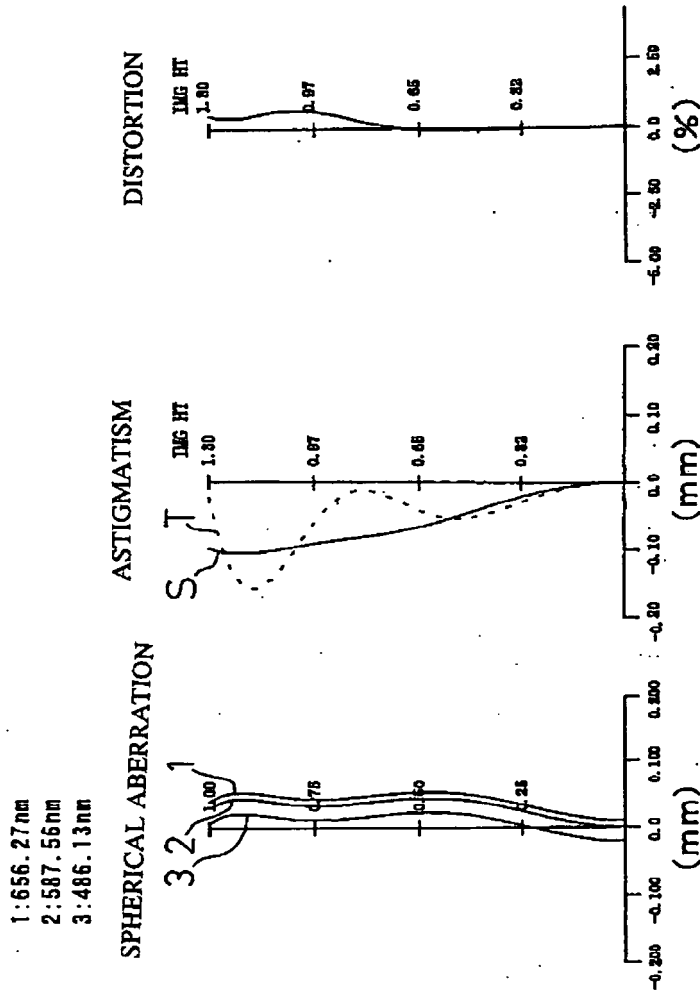 1:656.27nm
2:587.56nm
3:486.13nm
SPHERICAL ABERRATION
3
2
1
1.00
0.75
0.50
0.25
-0.200
-0.100
0.0
0.100
0.200
(mm)
ASTIGMATISM
S
T
IMG HT
1.30
0.97
0.65
0.32
-0.20
-0.10
0.0
0.10
0.20
(mm)
DISTORTION
IMG HT
1.30
0.97
0.65
0.32
-5.00
-2.50
0.0
2.50
(%)